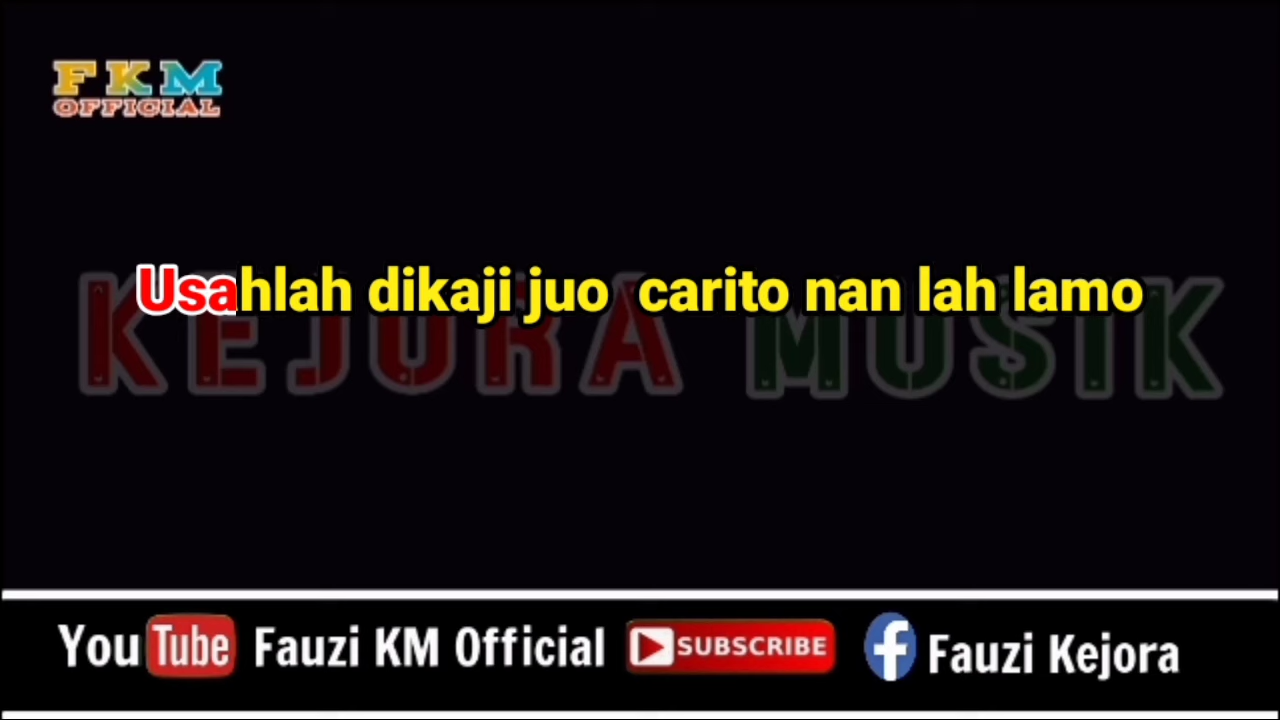 FKM
OFFICIAL
Usahlah dikaji juo carito nan lah lamo
KEJORA MUSIK
YouTube Fauzi KM Official SUBSCRIBE f Fauzi Kejora